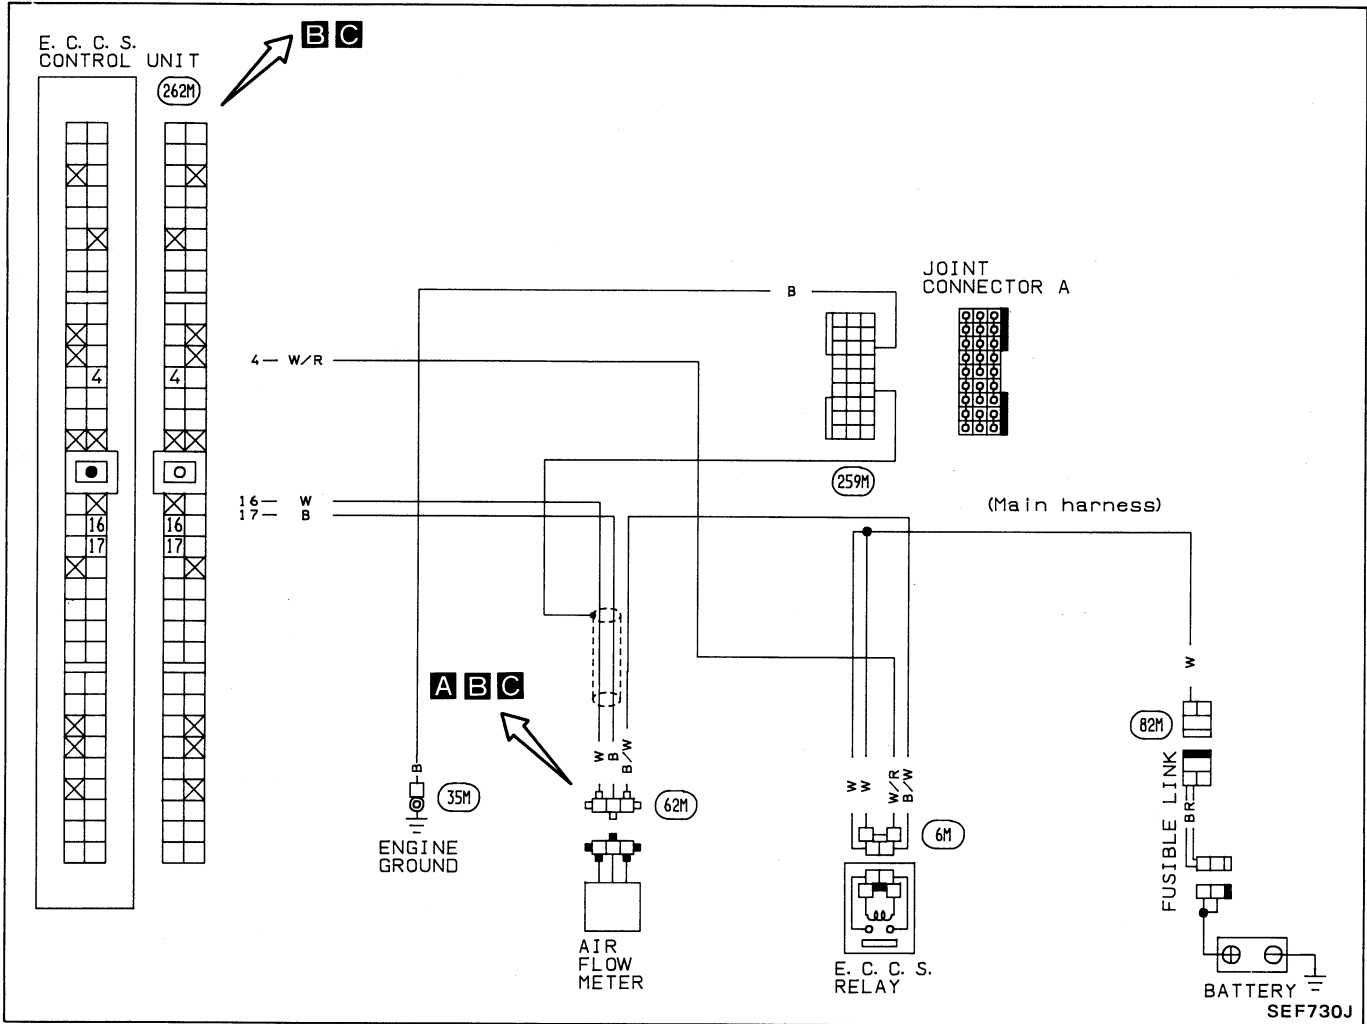 E. C. C. S.
CONTROL UNIT
262M
B C
4 4
16 16
17 17
4 W/R
16 W
17 B
B
JOINT
CONNECTOR A
259M
(Main harness)
A B C
W B B/W
62M
AIR
FLOW
METER
B
35M
ENGINE
GROUND
W W W/R B/W
6M
E. C. C. S.
RELAY
W
82M
FUSIBLE LINK
BR
BATTERY
SEF730J